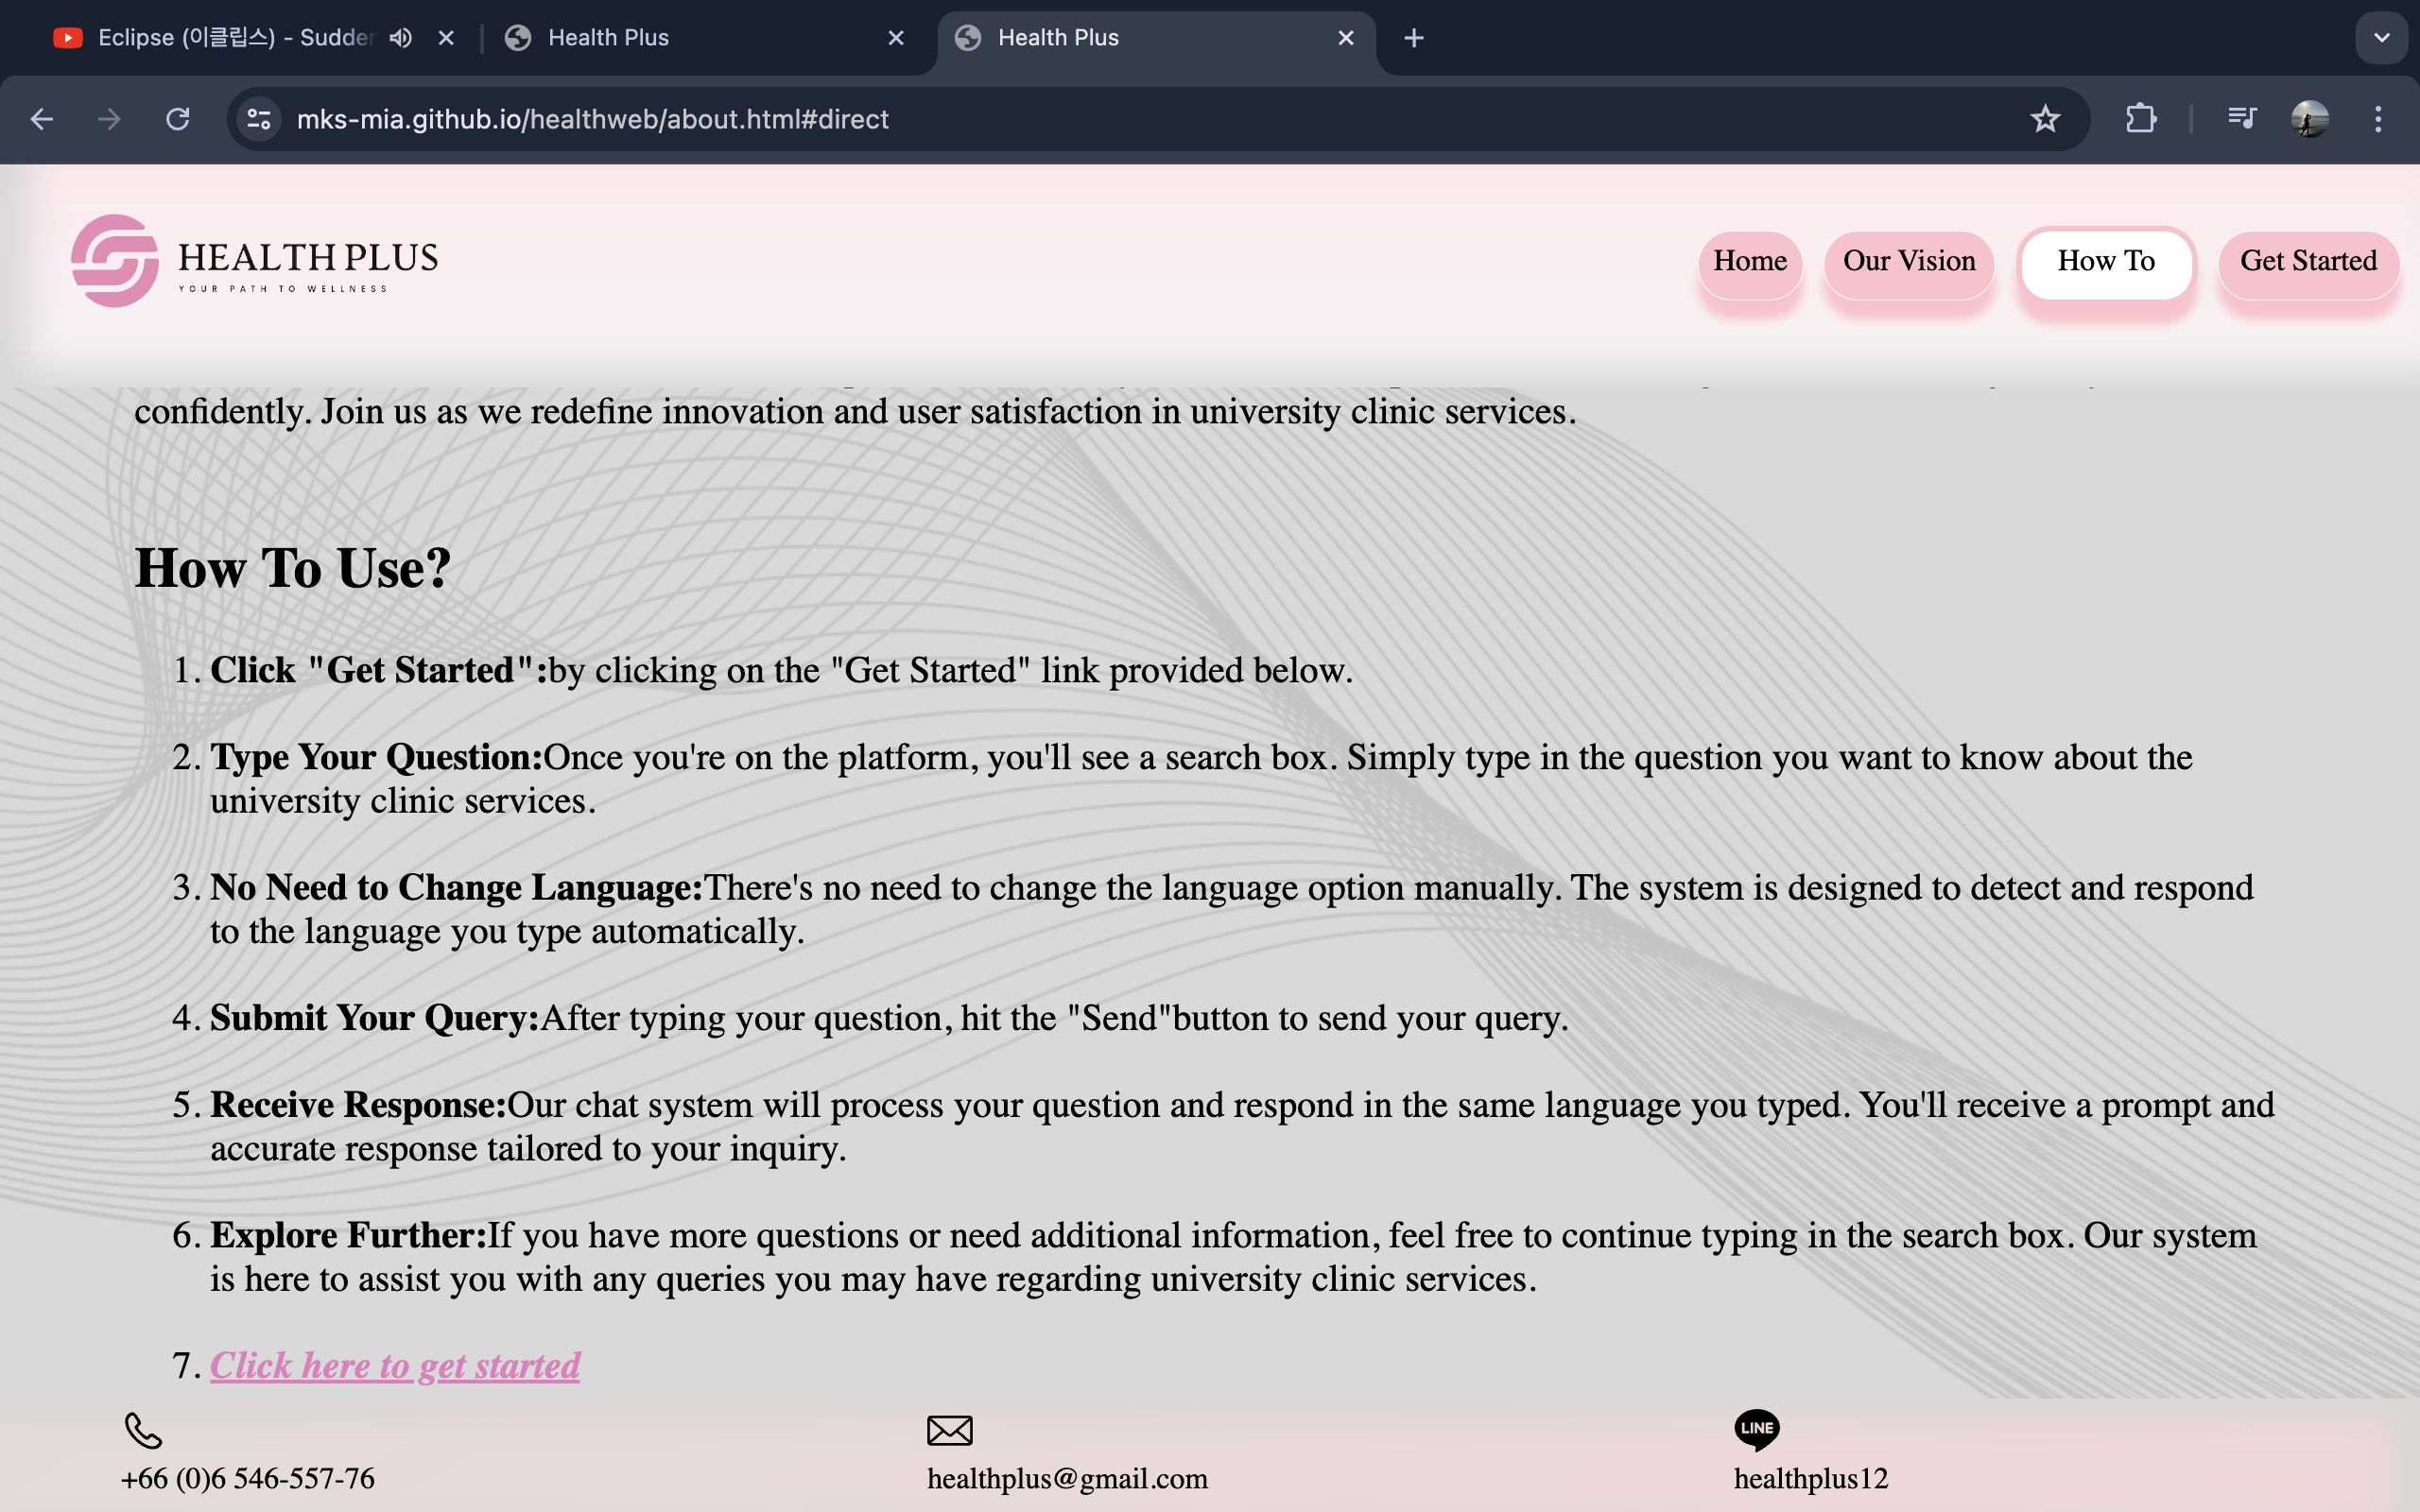 Eclipse (이클립스) - Sudder
Health Plus
Health Plus
mks-mia.github.io/healthweb/about.html#direct
HEALTH PLUS
YOUR PATH TO WELLNESS
Home
Our Vision
How To
Get Started
confidently. Join us as we redefine innovation and user satisfaction in university clinic services.
How To Use?
1. Click "Get Started":by clicking on the "Get Started" link provided below.
2. Type Your Question:Once you're on the platform, you'll see a search box. Simply type in the question you want to know about the
university clinic services.
3. No Need to Change Language:There's no need to change the language option manually. The system is designed to detect and respond
to the language you type automatically.
4. Submit Your Query:After typing your question, hit the "Send"button to send your query.
5. Receive Response:Our chat system will process your question and respond in the same language you typed. You'll receive a prompt and
accurate response tailored to your inquiry.
6. Explore Further:If you have more questions or need additional information, feel free to continue typing in the search box. Our system
is here to assist you with any queries you may have regarding university clinic services.
7. Click here to get started
+66 (0)6 546-557-76
healthplus@gmail.com
LINE
healthplus12